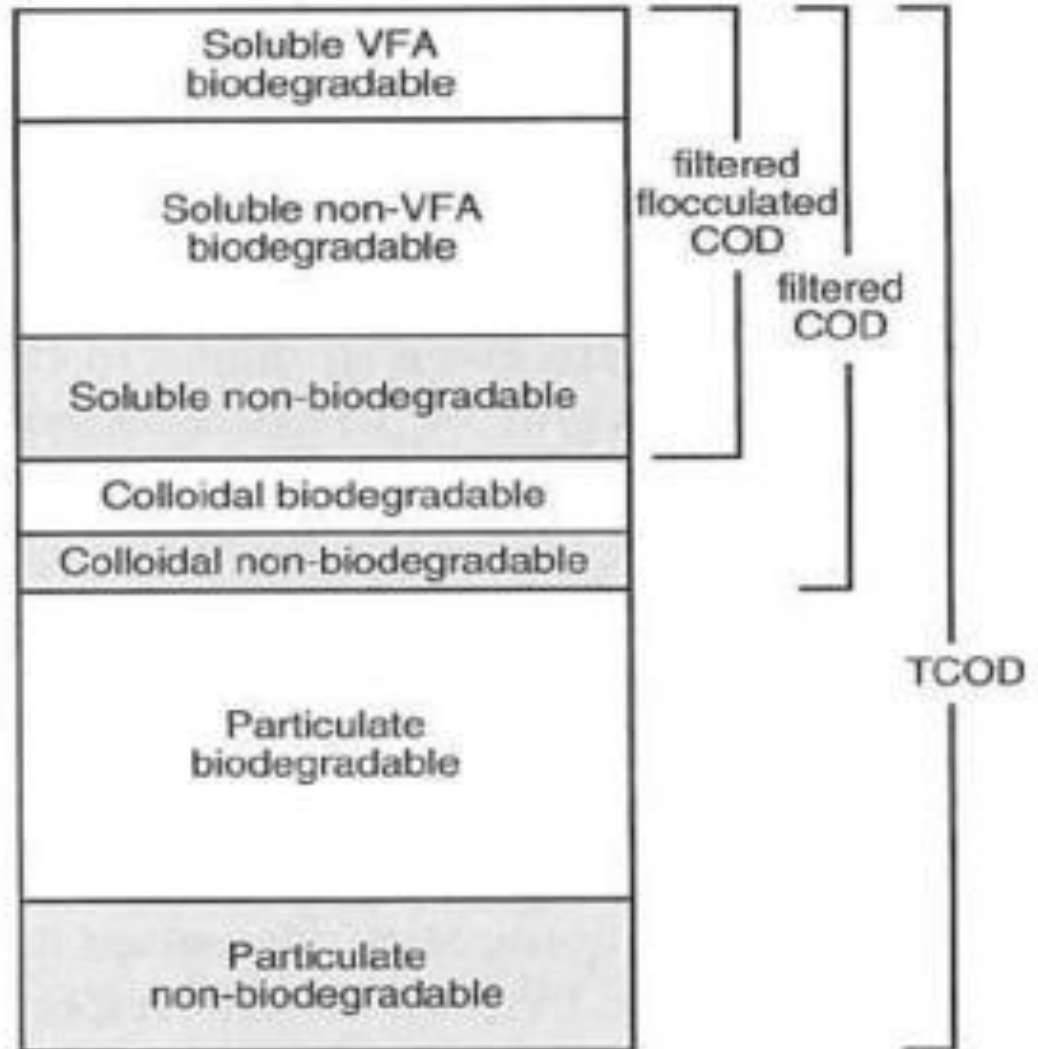 Soluble VFA
biodegradable
Soluble non-VFA
biodegradable
Soluble non-biodegradable
Colloidal biodegradable
Colloidal non-biodegradable
Particulate
biodegradable
Particulate
non-biodegradable
filtered
flocculated
COD
filtered
COD
TCOD